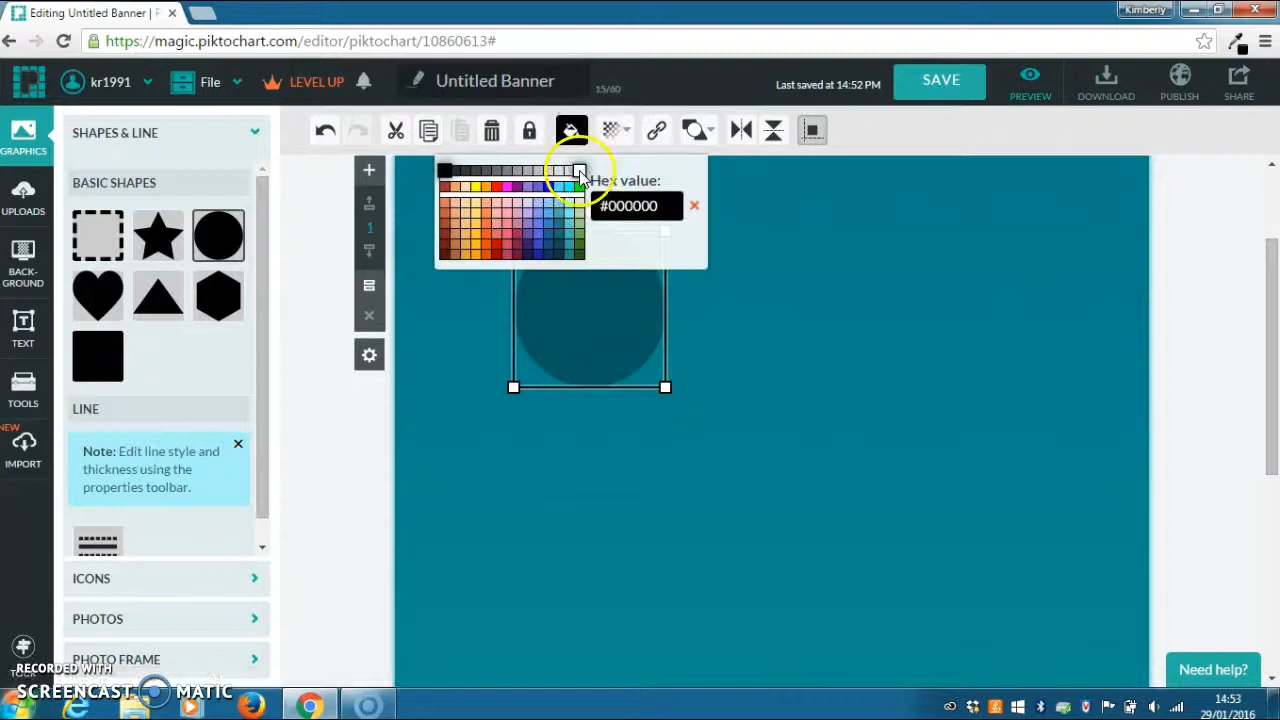 Editing Untitled Banner | P
Kimberly
https://magic.piktochart.com/editor/piktochart/10860613#
kr1991
File
LEVEL UP
Untitled Banner
15/60
Last saved at 14:52 PM
SAVE
PREVIEW
DOWNLOAD
PUBLISH
SHARE
GRAPHICS
UPLOADS
BACK-
GROUND
TEXT
TOOLS
NEW
IMPORT
SHAPES & LINE
BASIC SHAPES
LINE
Note: Edit line style and
thickness using the
properties toolbar.
ICONS
PHOTOS
PHOTO FRAME
1
Hex value:
#000000
Need help?
RECORDED WITH
SCREENCAST MATIC
14:53
29/01/2016